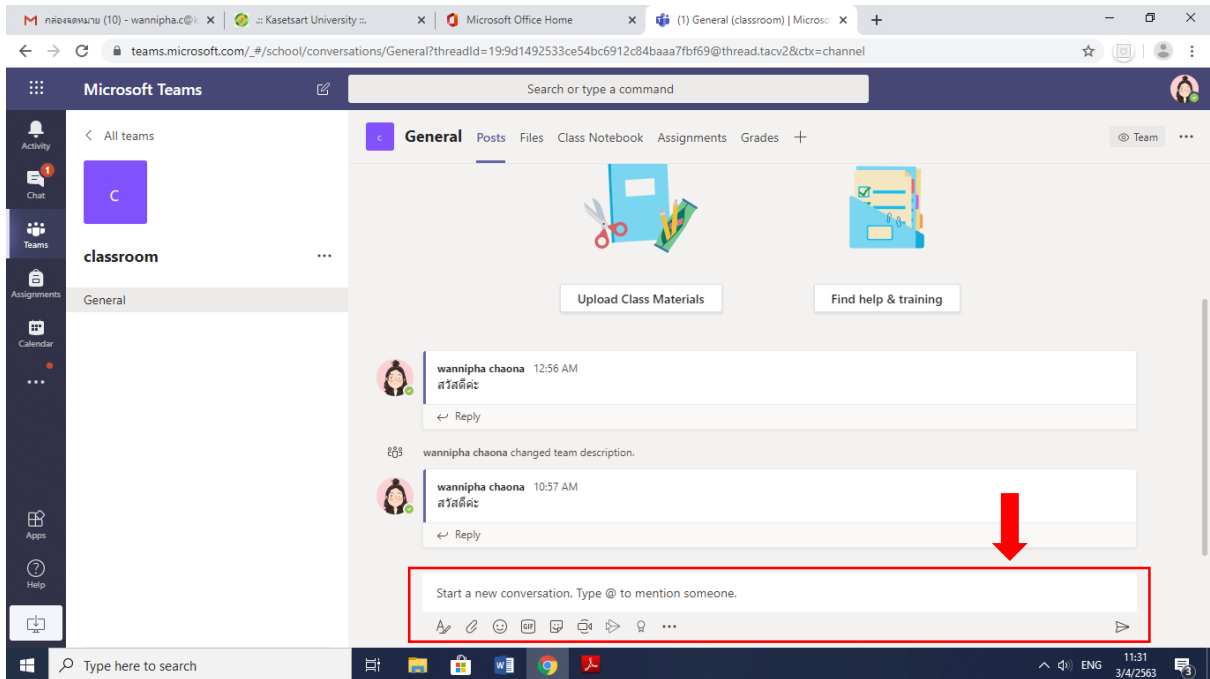 กล่องจดหมาย (10) - wannipha.c@k
.:: Kasetsart University ::.
Microsoft Office Home
(1) General (classroom) | Microso
teams.microsoft.com/_#/school/conversations/General?threadId=19:9d1492533ce54bc6912c84baaa7fbf69@thread.tacv2&ctx=channel
Microsoft Teams
Search or type a command
Activity
Chat
1
Teams
Assignments
Calendar
Apps
Help
All teams
C
classroom
General
c General Posts Files Class Notebook Assignments Grades
Team
Upload Class Materials
Find help & training
wannipha chaona 12:56 AM
สวัสดีค่ะ
Reply
wannipha chaona changed team description.
wannipha chaona 10:57 AM
สวัสดีค่ะ
Reply
Start a new conversation. Type @ to mention someone.
GIF
Type here to search
ENG
11:31
3/4/2563
3